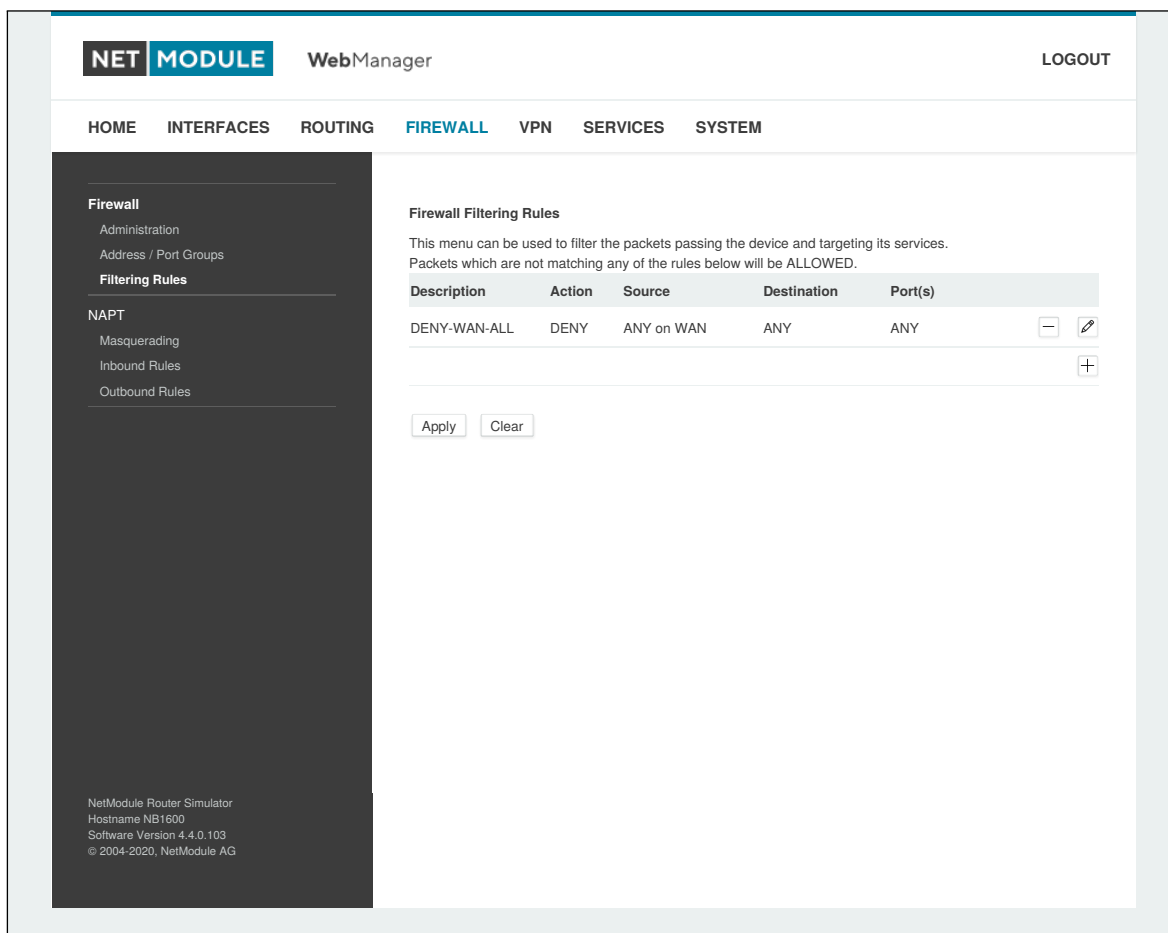 NET MODULE WebManager LOGOUT
HOME INTERFACES ROUTING FIREWALL VPN SERVICES SYSTEM
Firewall
Administration
Address / Port Groups
Filtering Rules
NAPT
Masquerading
Inbound Rules
Outbound Rules
Firewall Filtering Rules
This menu can be used to filter the packets passing the device and targeting its services.
Packets which are not matching any of the rules below will be ALLOWED.
Description Action Source Destination Port(s)
DENY-WAN-ALL DENY ANY on WAN ANY ANY
Apply Clear
NetModule Router Simulator
Hostname NB1600
Software Version 4.4.0.103
© 2004-2020, NetModule AG